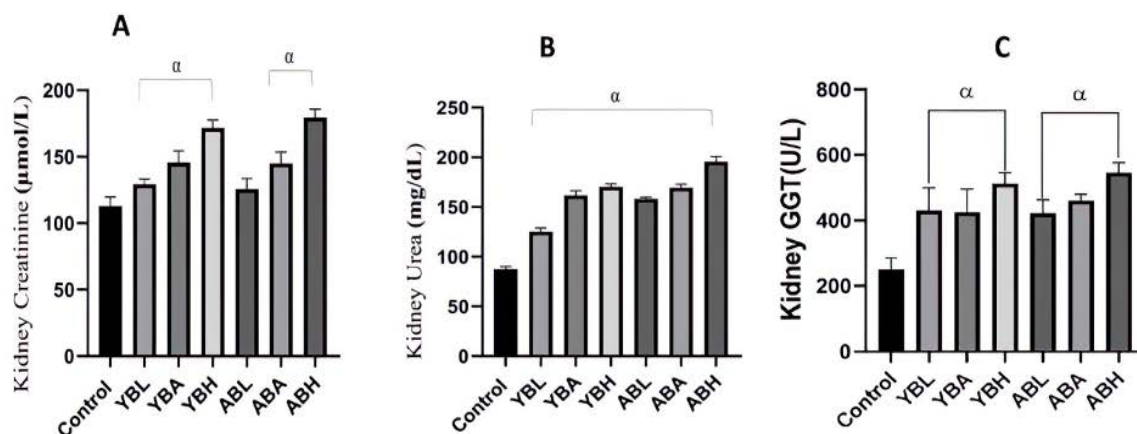 A
α
α
Kidney Creatinine (µmol/L)
200
150
100
50
0
Control
YBL
YBA
YBH
ABL
ABA
ABH
B
α
Kidney Urea (mg/dL)
250
200
150
100
50
0
Control
YBL
YBA
YBH
ABL
ABA
ABH
C
α
α
Kidney GGT(U/L)
800
600
400
200
0
Control
YBL
YBA
YBH
ABL
ABA
ABH